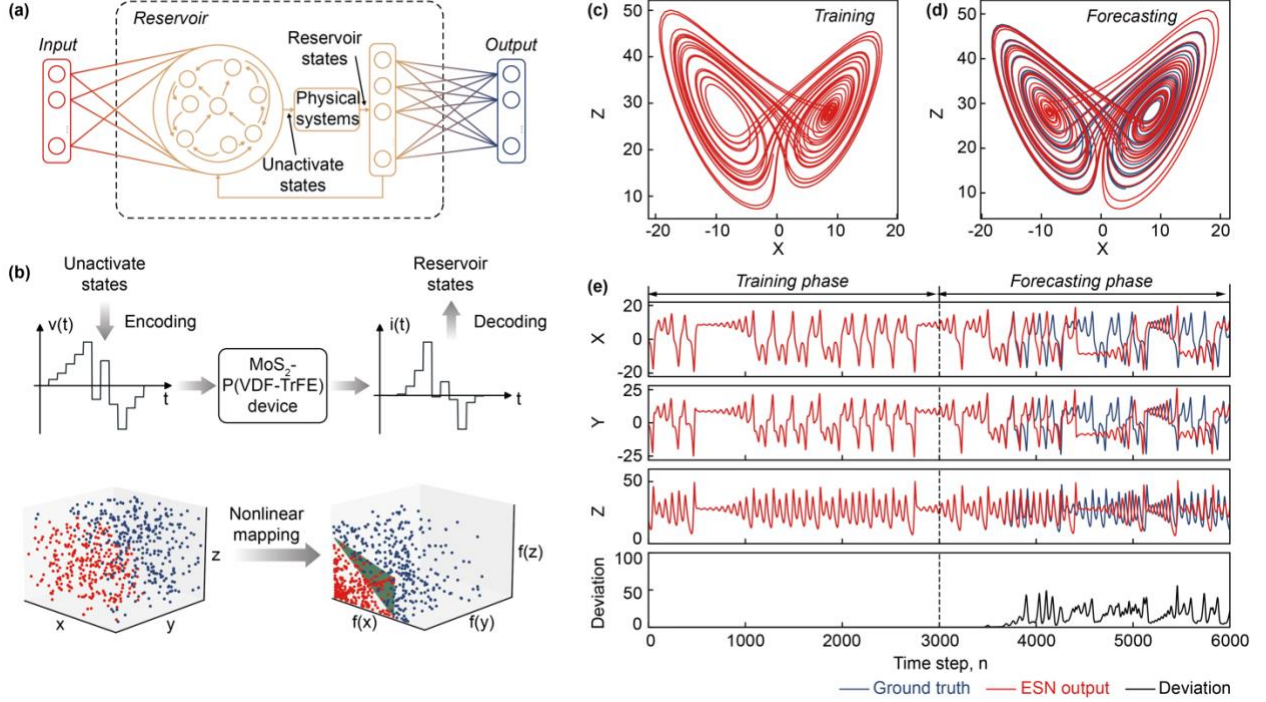 (a)
Reservoir
Input
Reservoir
states
Output
Physical
systems
Unactivate
states
(b)
Unactivate
states
Reservoir
states
v(t)
Encoding
i(t)
Decoding
MoS2-
P(VDF-TrFE)
device
t
t
Nonlinear
mapping
z
x
y
f(z)
f(x)
f(y)
(c)
Training
50
40
30
20
10
Z
-20
-10
0
10
20
X
(d)
Forecasting
50
40
30
20
10
Z
-20
-10
0
10
20
X
(e)
Training phase
Forecasting phase
20
0
-20
X
25
0
-25
Y
50
0
Z
100
50
0
Deviation
0
1000
2000
3000
4000
5000
6000
Time step, n
Ground truth
ESN output
Deviation